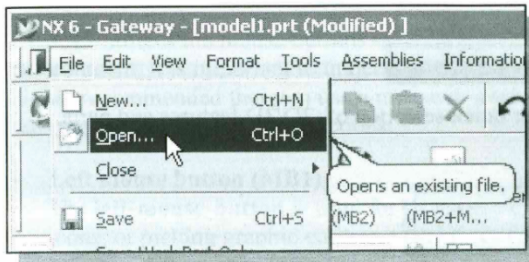 NX 6 - Gateway - [model1.prt (Modified) ]
File Edit View Format Tools Assemblies Information
New... Ctrl+N
Open... Ctrl+O
Close
Opens an existing file.
Save Ctrl+S
(MB2) (MB2+M...